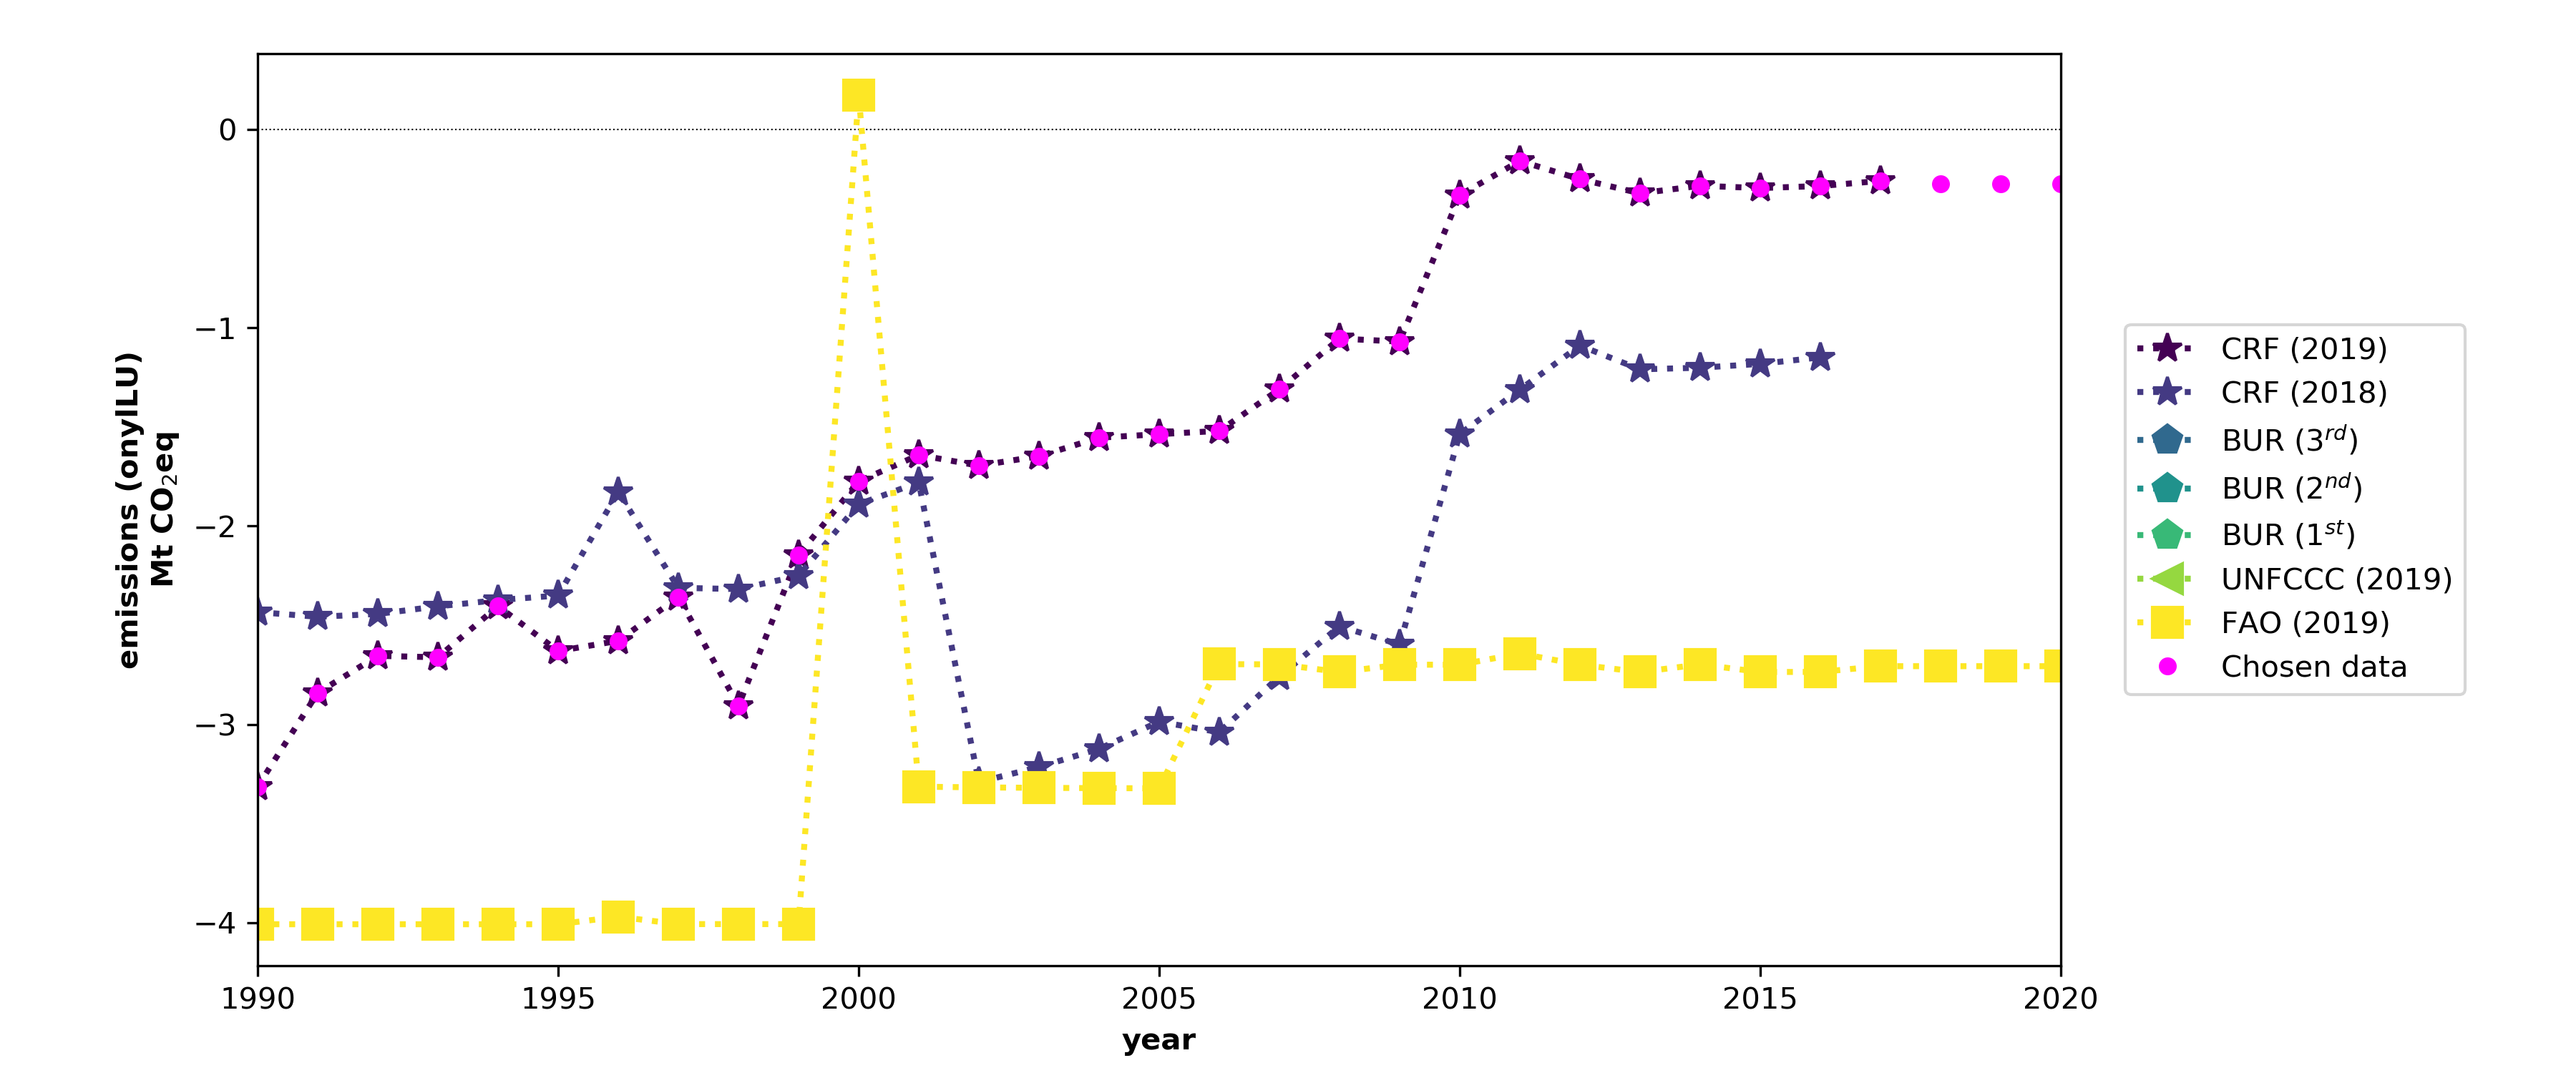 0
−1
−2
−3
−4
emissions (onylLU)
Mt CO₂eq
1990
1995
2000
2005
2010
2015
2020
year
CRF (2019)
CRF (2018)
BUR (3ʳᵈ)
BUR (2ⁿᵈ)
BUR (1ˢᵗ)
UNFCCC (2019)
FAO (2019)
Chosen data